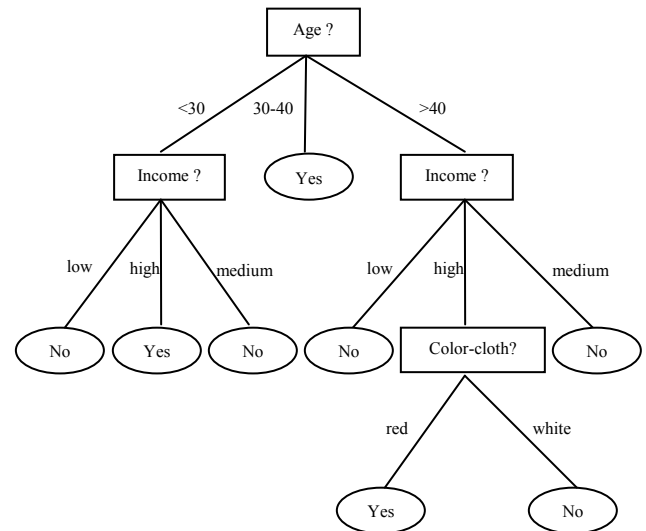 Age ?
<30
30-40
>40
Income ?
Yes
Income ?
low
high
medium
low
high
medium
No
Yes
No
No
Color-cloth?
No
red
white
Yes
No